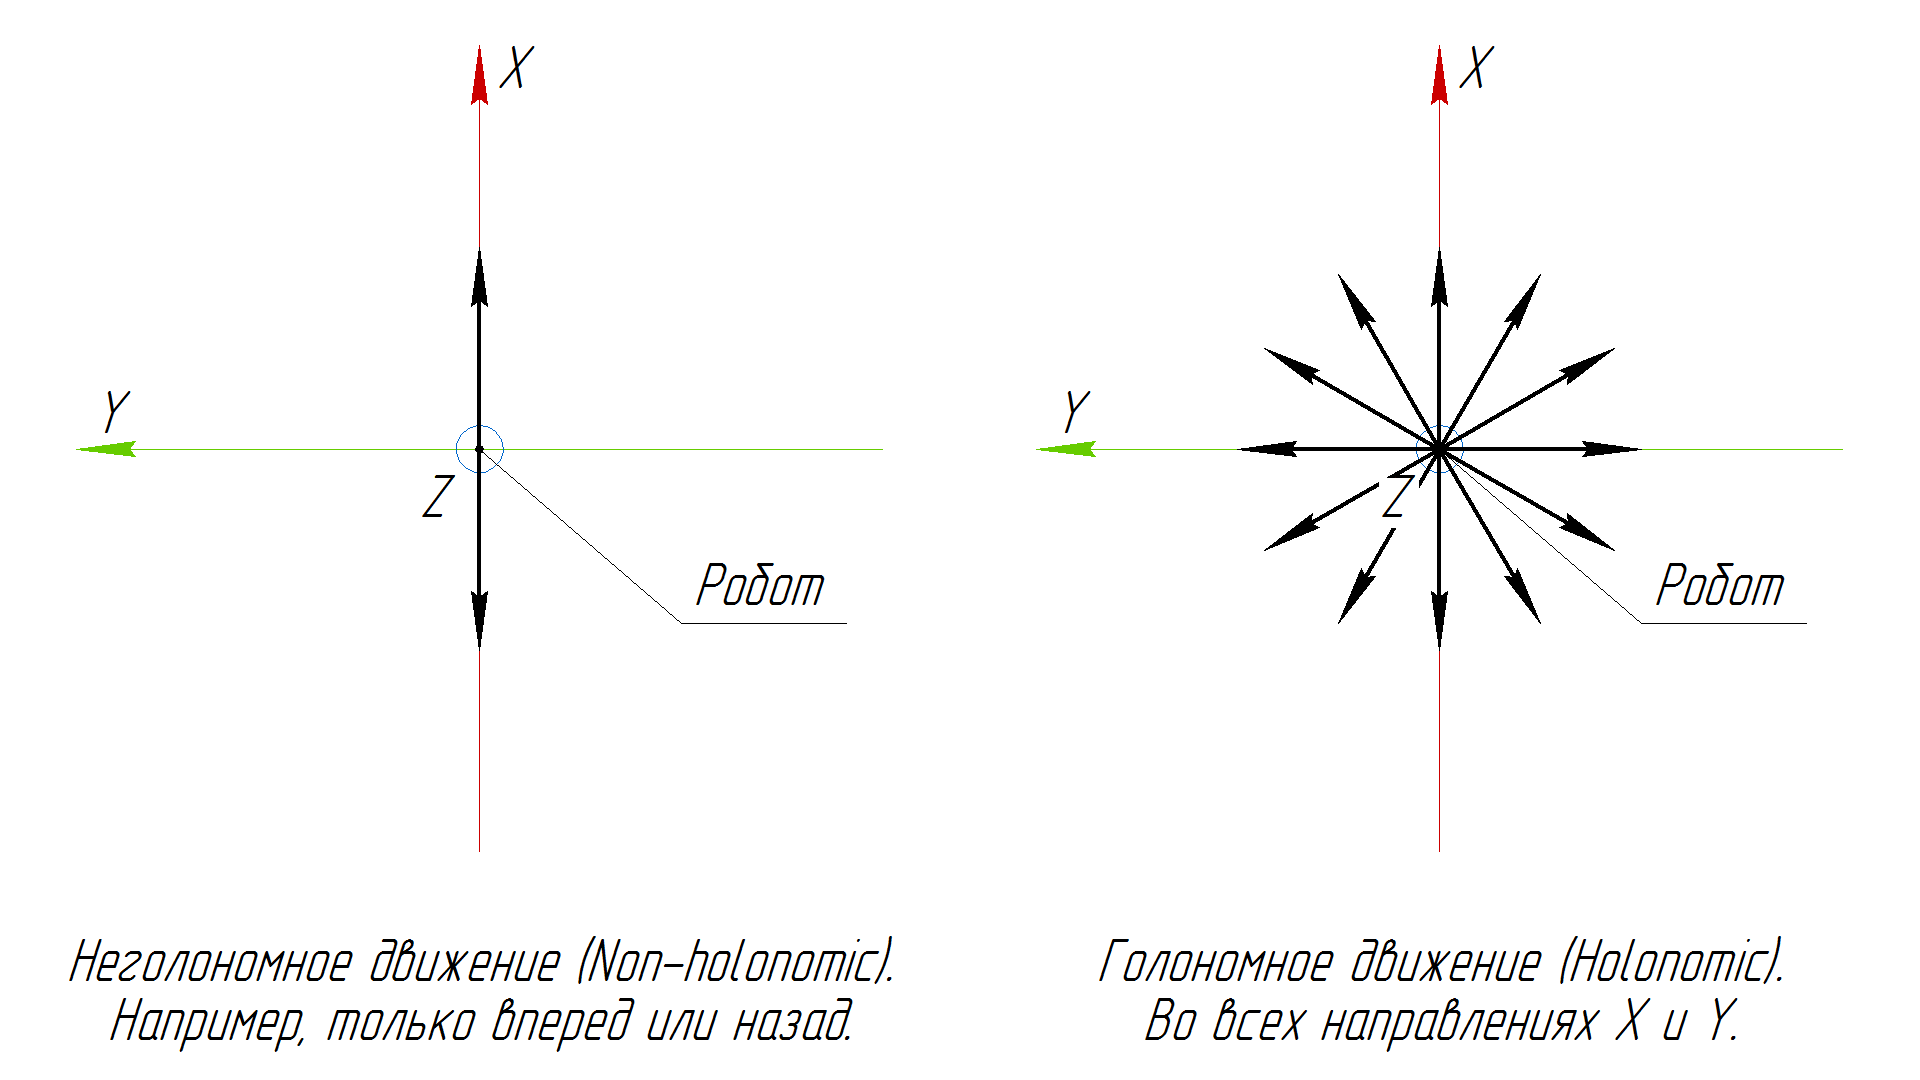 X
Y
Z
Робот
Неголономное движение (Non-holonomic).
Например, только вперед или назад.
X
Y
Z
Робот
Голономное движение (Holonomic).
Во всех направлениях X и Y.